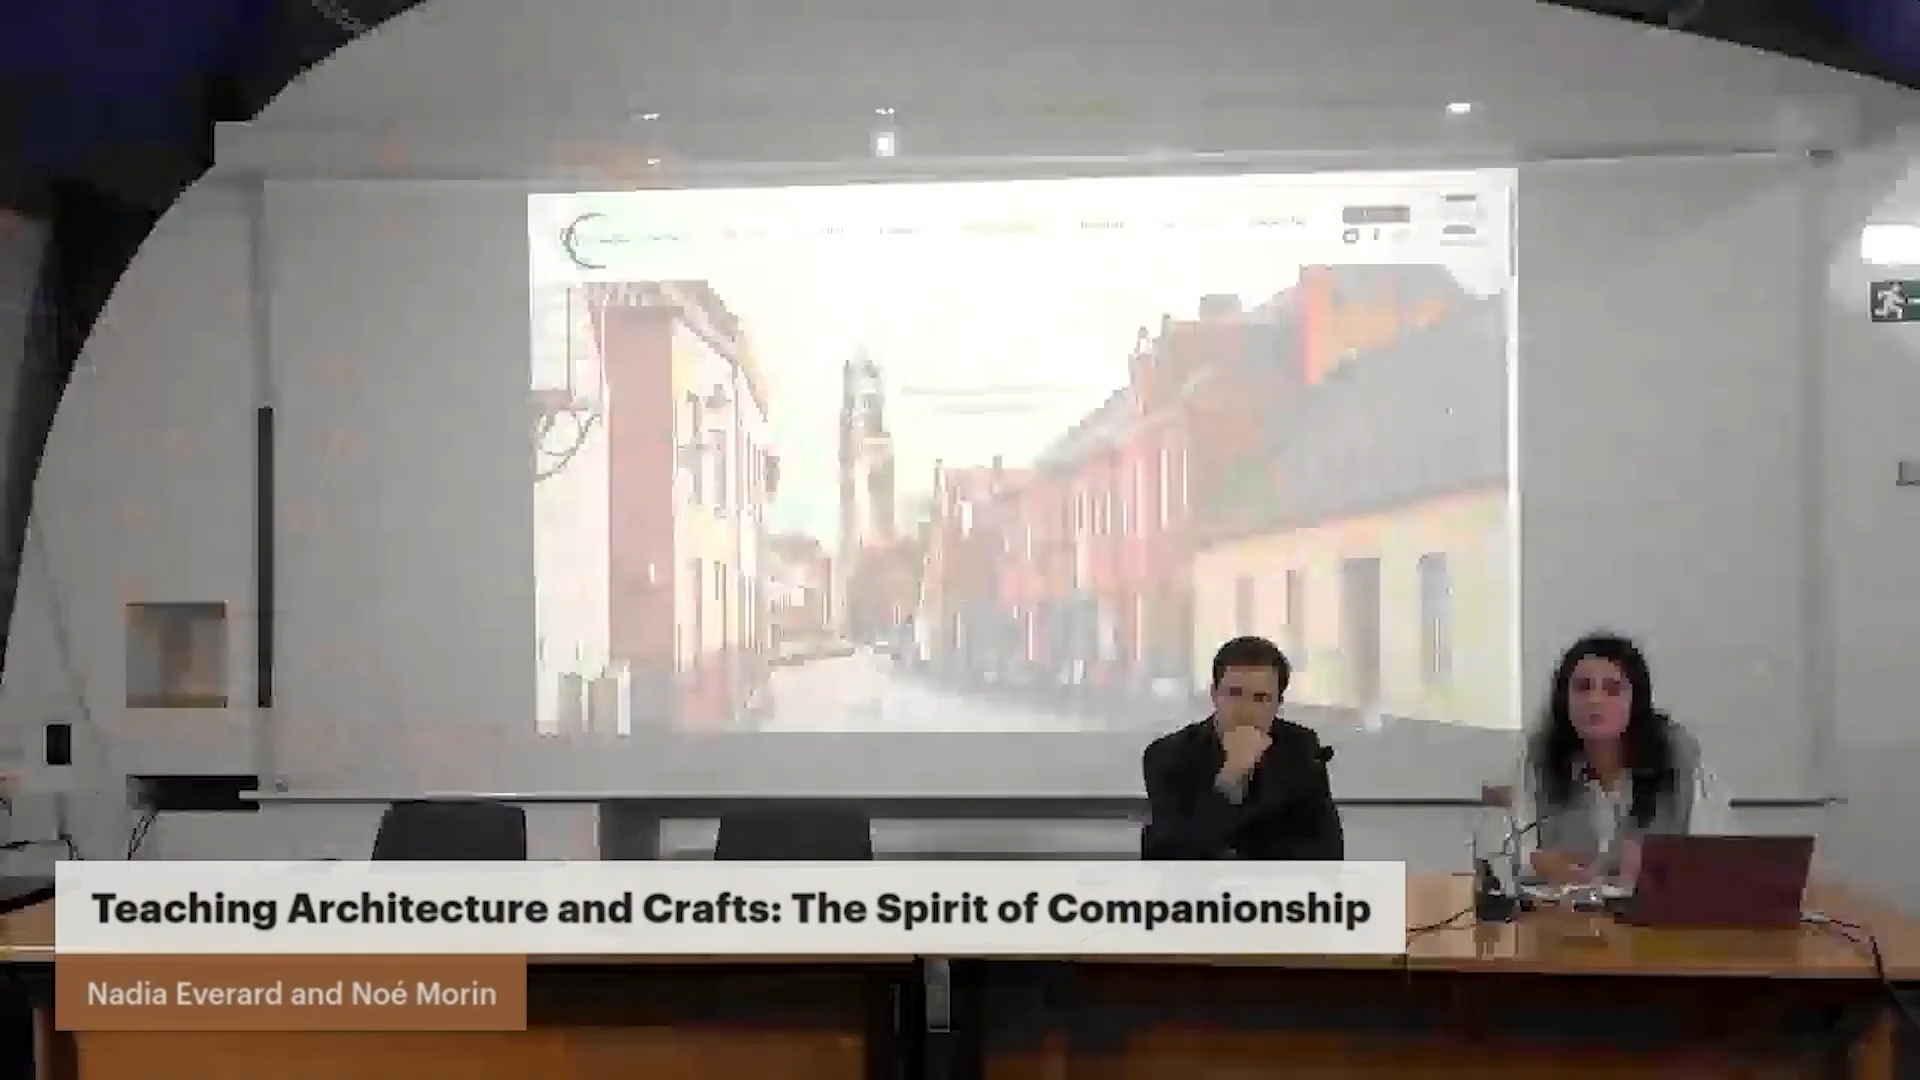 Teaching Architecture and Crafts: The Spirit of Companionship
Nadia Everard and Noé Morin